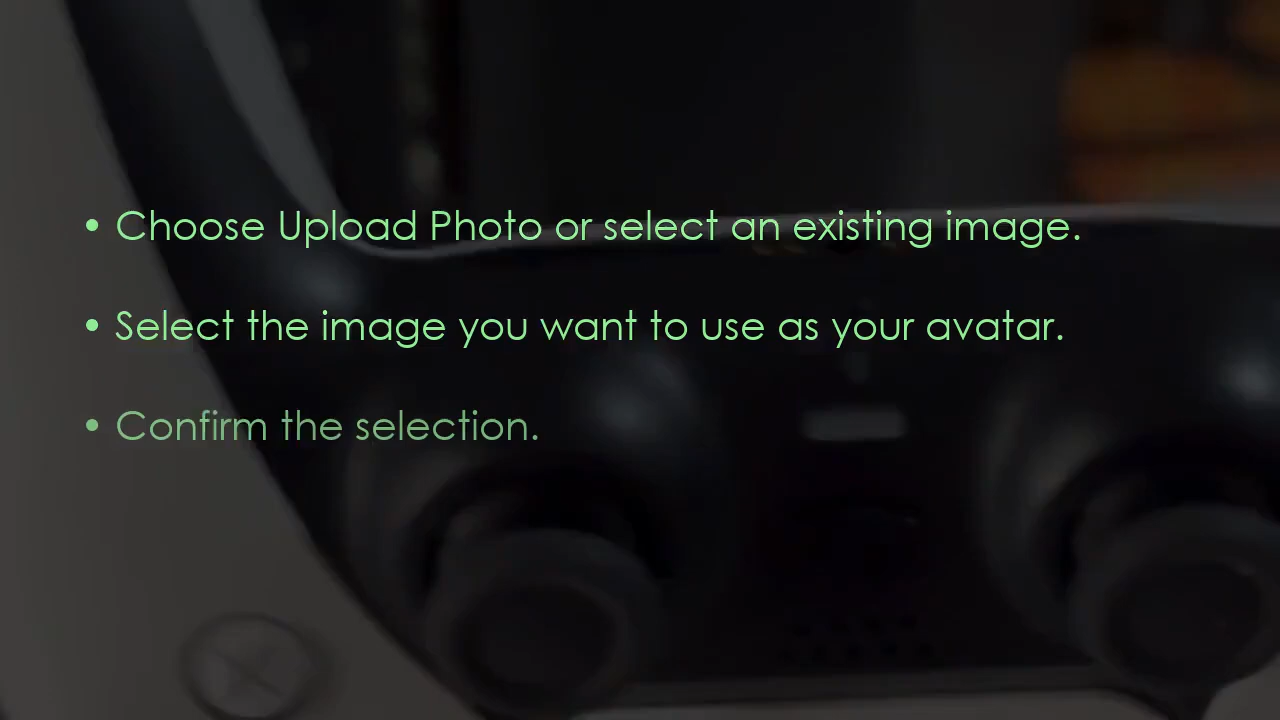 • Choose Upload Photo or select an existing image.
• Select the image you want to use as your avatar.
• Confirm the selection.